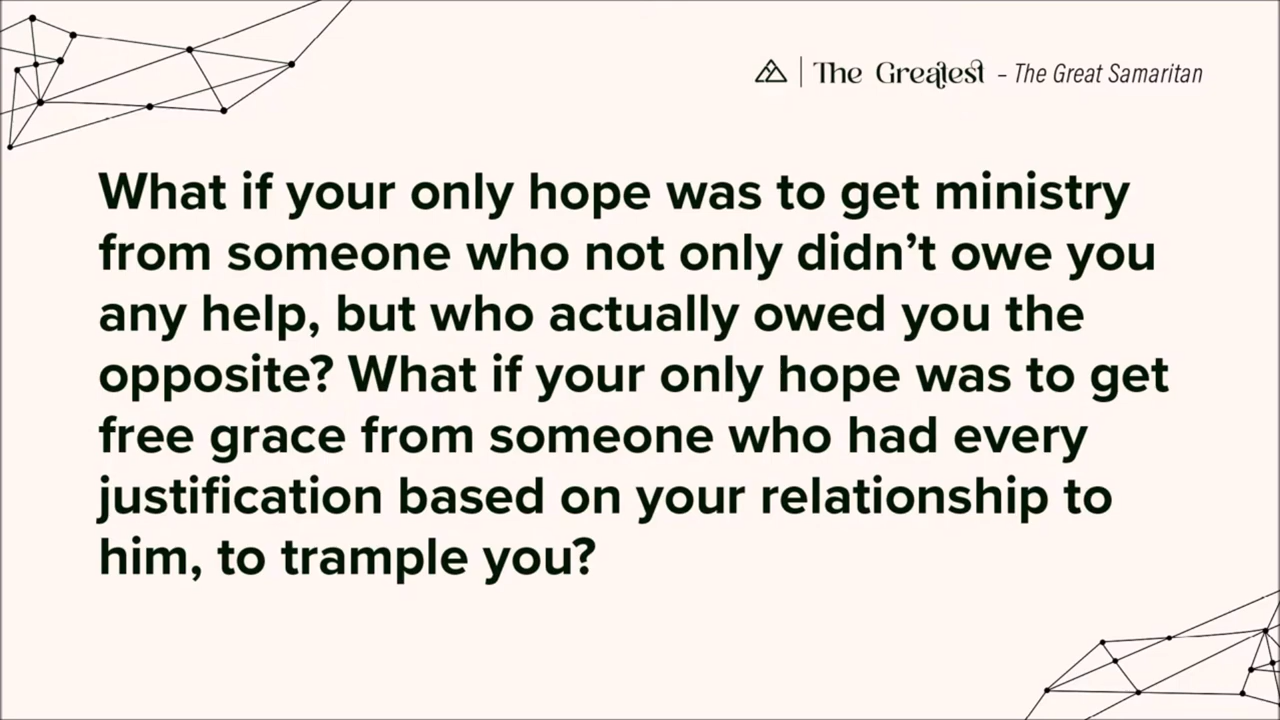 The Greatest – The Great Samaritan
What if your only hope was to get ministry
from someone who not only didn’t owe you
any help, but who actually owed you the
opposite? What if your only hope was to get
free grace from someone who had every
justification based on your relationship to
him, to trample you?